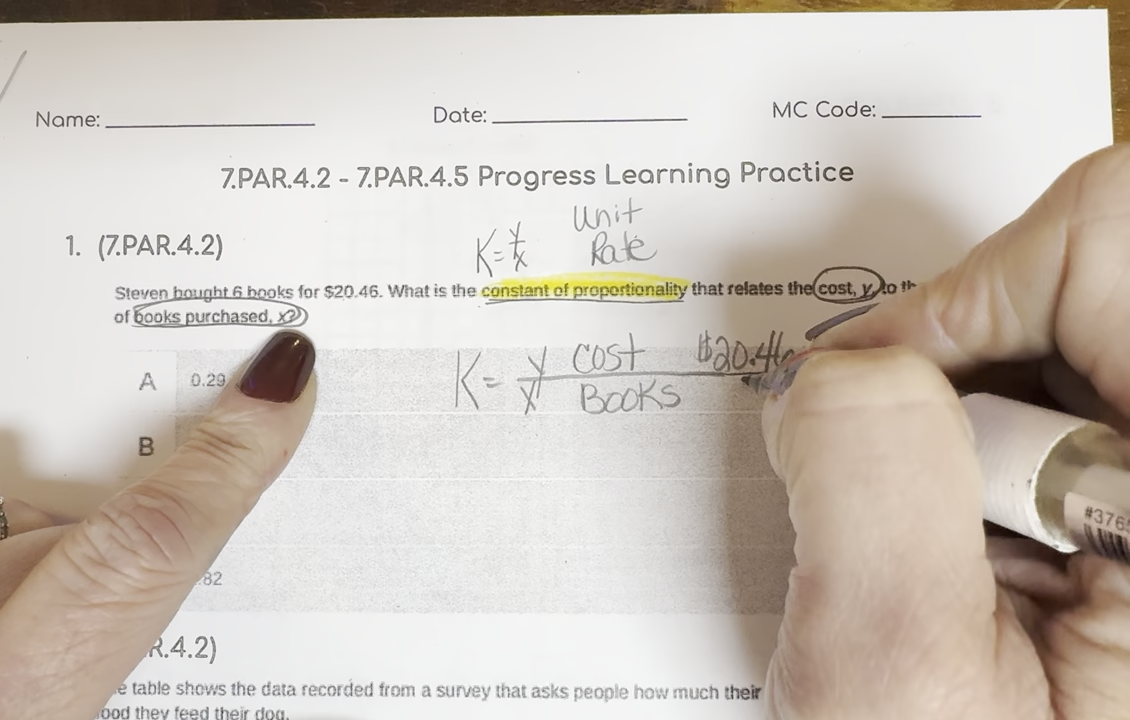 Name: Date: MC Code:
7.PAR.4.2 - 7.PAR.4.5 Progress Learning Practice
Unit
K=y/x Rate
1. (7.PAR.4.2)
Steven bought 6 books for $20.46. What is the constant of proportionality that relates the cost, y, to th
of books purchased, x?
K= y/x cost/Books $20.46
A 0.29
B
.82
R.4.2)
e table shows the data recorded from a survey that asks people how much their
ood they feed their dog.
#376